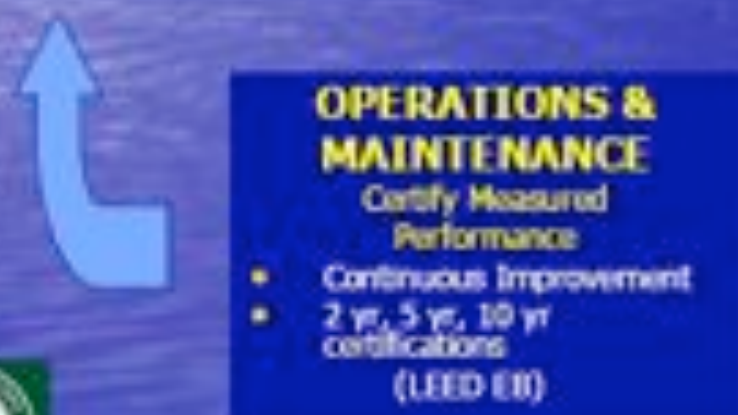 OPERATIONS &
MAINTENANCE
Certify Measured
Performance
Continuous Improvement
2 yr, 5 yr, 10 yr
certifications
(LEED EB)